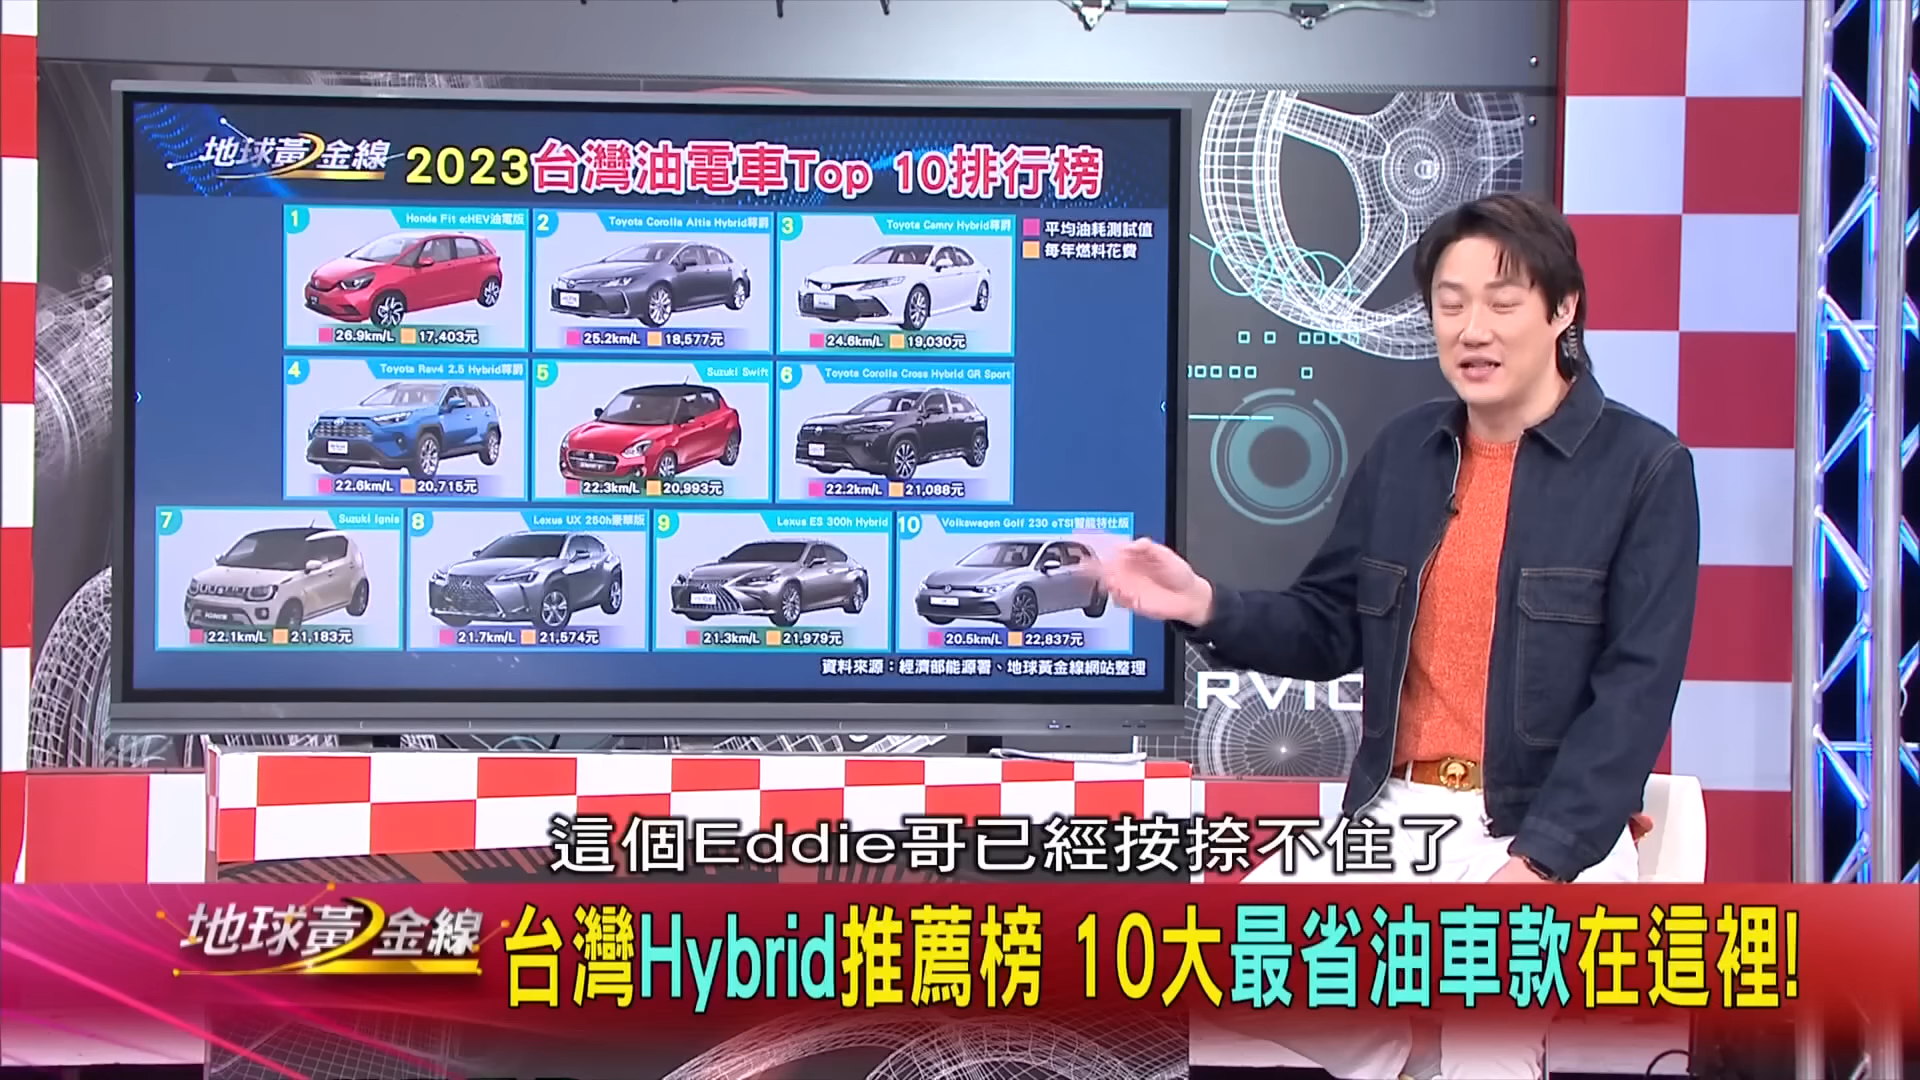 地球黃金線
2023台灣油電車Top 10排行榜
平均油耗測試值
每年燃料花費
1 Honda Fit e:HEV油電版
26.9km/L 17,403元
2 Toyota Corolla Altis Hybrid尊爵
25.2km/L 18,577元
3 Toyota Camry Hybrid尊爵
24.6km/L 19,030元
4 Toyota Rav4 2.5 Hybrid尊爵
22.6km/L 20,715元
5 Suzuki Swift
22.3km/L 20,993元
6 Toyota Corolla Cross Hybrid GR Sport
22.2km/L 21,088元
7 Suzuki Ignis
22.1km/L 21,183元
8 Lexus UX 250h豪華版
21.7km/L 21,574元
9 Lexus ES 300h Hybrid
21.3km/L 21,979元
10 Volkswagen Golf 230 eTSI智能特仕版
20.5km/L 22,837元
資料來源：經濟部能源署、地球黃金線網站整理
RVIC
這個Eddie哥已經按捺不住了
地球黃金線
台灣Hybrid推薦榜 10大最省油車款在這裡!